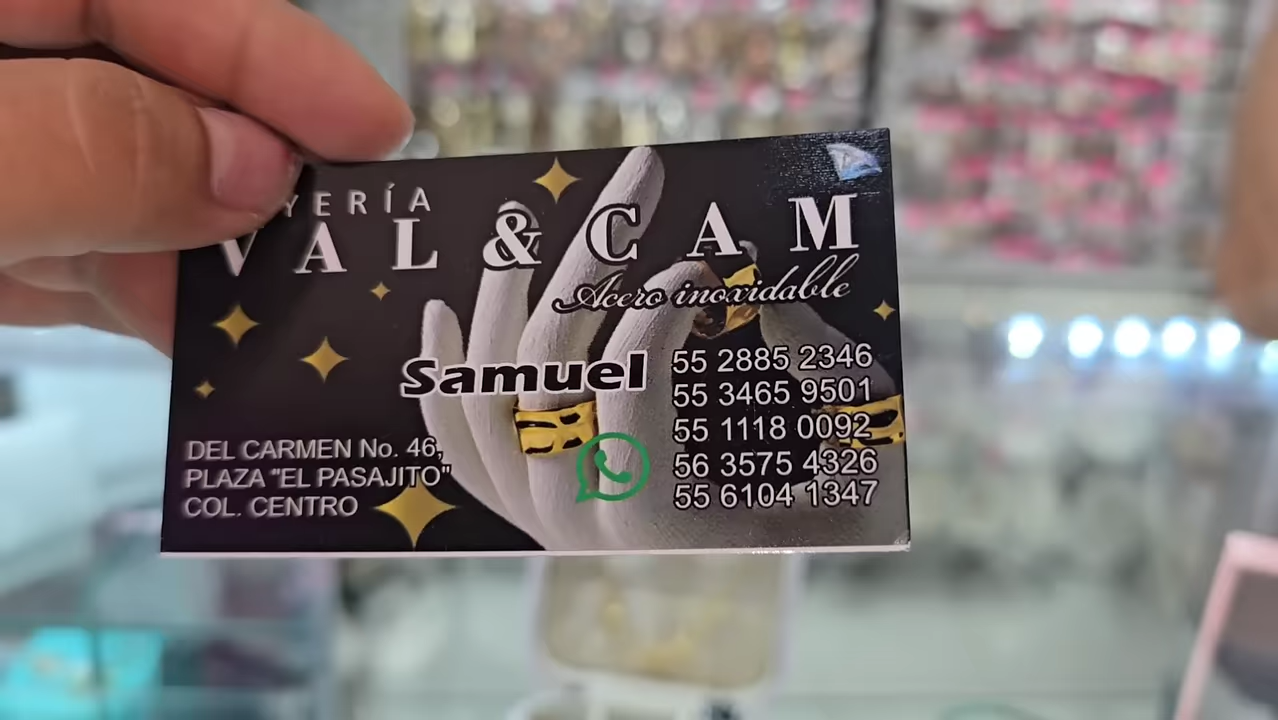 YERÍA
VAL & CAM
Acero inoxidable
Samuel
55 2885 2346
55 3465 9501
55 1118 0092
56 3575 4326
55 6104 1347
DEL CARMEN No. 46,
PLAZA "EL PASAJITO"
COL. CENTRO